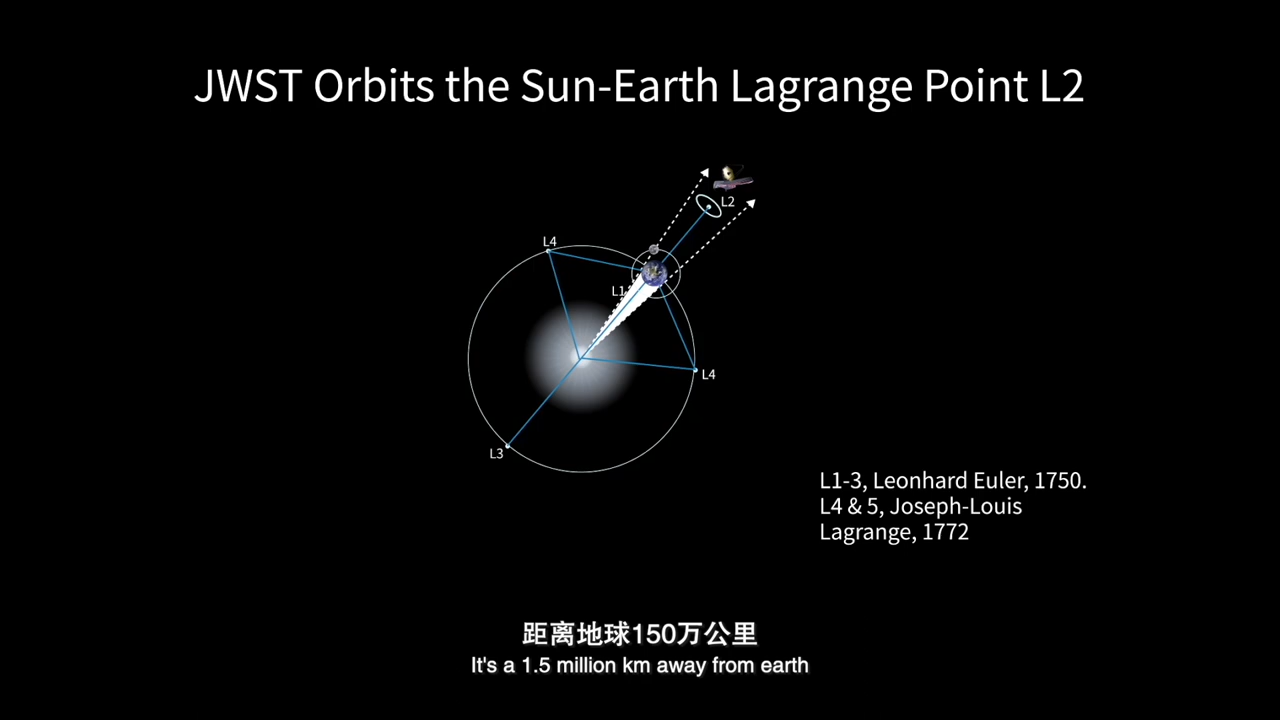 JWST Orbits the Sun-Earth Lagrange Point L2
L2
L4
L1
L4
L3
L1-3, Leonhard Euler, 1750.
L4 & 5, Joseph-Louis
Lagrange, 1772
距离地球150万公里
It's a 1.5 million km away from earth